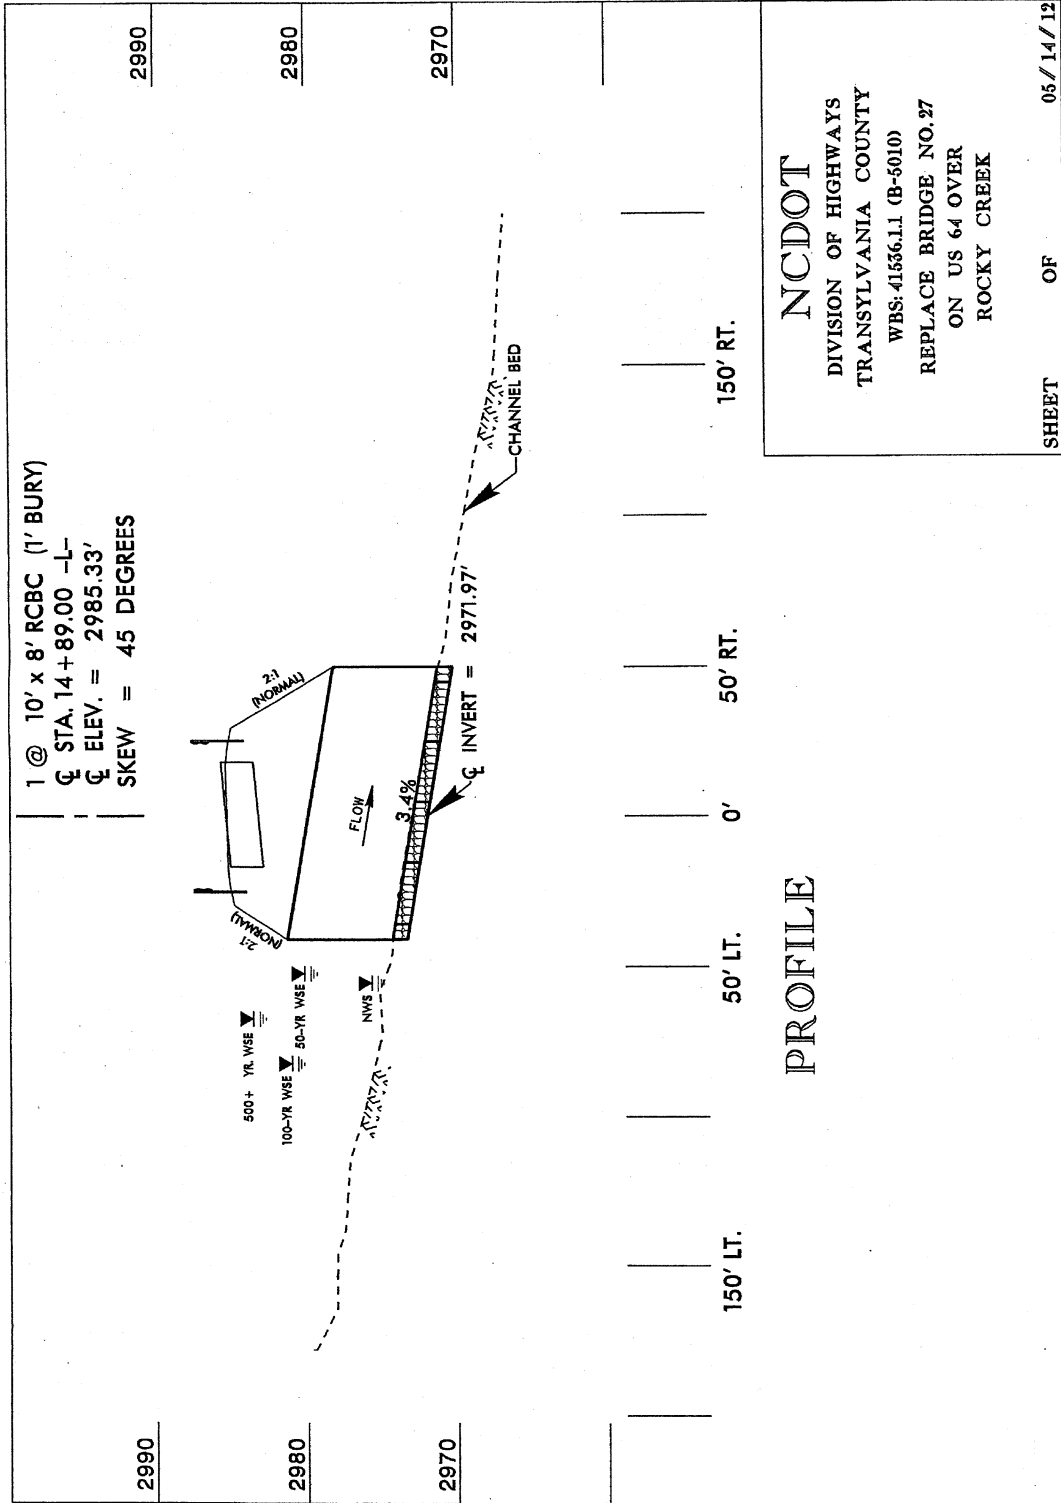 1 @ 10' x 8' RCBC (1' BURY)
℄ STA. 14+89.00 -L-
℄ ELEV. = 2985.33'
SKEW = 45 DEGREES
2990
2990
2980
2980
2970
2970
500+ YR. WSE
100-YR WSE
50-YR WSE
NWS
2:1
(NORMAL)
2:1
(NORMAL)
FLOW
3.4%
℄ INVERT = 2971.97'
CHANNEL BED
150' LT.
50' LT.
0'
50' RT.
150' RT.
PROFILE
NCDOT
DIVISION OF HIGHWAYS
TRANSYLVANIA COUNTY
WBS: 41536.1.1 (B-5010)
REPLACE BRIDGE NO. 27
ON US 64 OVER
ROCKY CREEK
SHEET OF 05/14/12